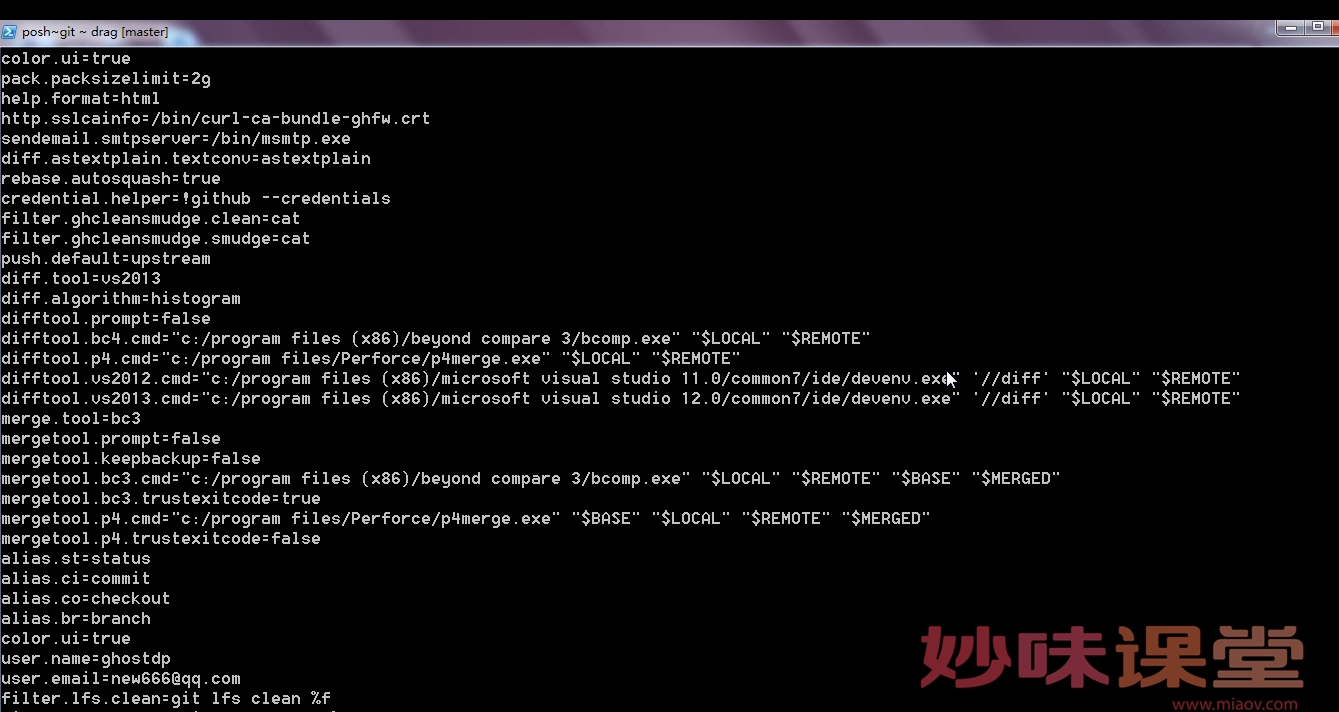 posh~git ~ drag [master]
color.ui=true
pack.packsizelimit=2g
help.format=html
http.sslcainfo=/bin/curl-ca-bundle-ghfw.crt
sendemail.smtpserver=/bin/msmtp.exe
diff.astextplain.textconv=astextplain
rebase.autosquash=true
credential.helper=!github --credentials
filter.ghcleansmudge.clean=cat
filter.ghcleansmudge.smudge=cat
push.default=upstream
diff.tool=vs2013
diff.algorithm=histogram
difftool.prompt=false
difftool.bc4.cmd="c:/program files (x86)/beyond compare 3/bcomp.exe" "$LOCAL" "$REMOTE"
difftool.p4.cmd="c:/program files/Perforce/p4merge.exe" "$LOCAL" "$REMOTE"
difftool.vs2012.cmd="c:/program files (x86)/microsoft visual studio 11.0/common7/ide/devenv.exe" '//diff' "$LOCAL" "$REMOTE"
difftool.vs2013.cmd="c:/program files (x86)/microsoft visual studio 12.0/common7/ide/devenv.exe" '//diff' "$LOCAL" "$REMOTE"
merge.tool=bc3
mergetool.prompt=false
mergetool.keepbackup=false
mergetool.bc3.cmd="c:/program files (x86)/beyond compare 3/bcomp.exe" "$LOCAL" "$REMOTE" "$BASE" "$MERGED"
mergetool.bc3.trustexitcode=true
mergetool.p4.cmd="c:/program files/Perforce/p4merge.exe" "$BASE" "$LOCAL" "$REMOTE" "$MERGED"
mergetool.p4.trustexitcode=false
alias.st=status
alias.ci=commit
alias.co=checkout
alias.br=branch
color.ui=true
user.name=ghostdp
user.email=new666@qq.com
filter.lfs.clean=git lfs clean %f
妙味课堂
www.miaov.com